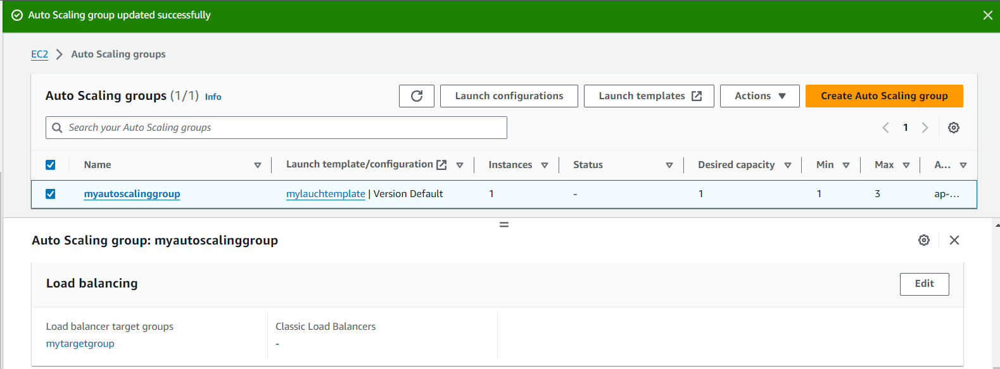 Auto Scaling group updated successfully
EC2 > Auto Scaling groups
Auto Scaling groups (1/1) Info
Launch configurations
Launch templates
Actions
Create Auto Scaling group
Search your Auto Scaling groups
1
Name Launch template/configuration Instances Status Desired capacity Min Max A...
myautoscalinggroup mylauchtemplate | Version Default 1 - 1 1 3 ap-...
Auto Scaling group: myautoscalinggroup
Load balancing
Edit
Load balancer target groups
mytargetgroup
Classic Load Balancers
-